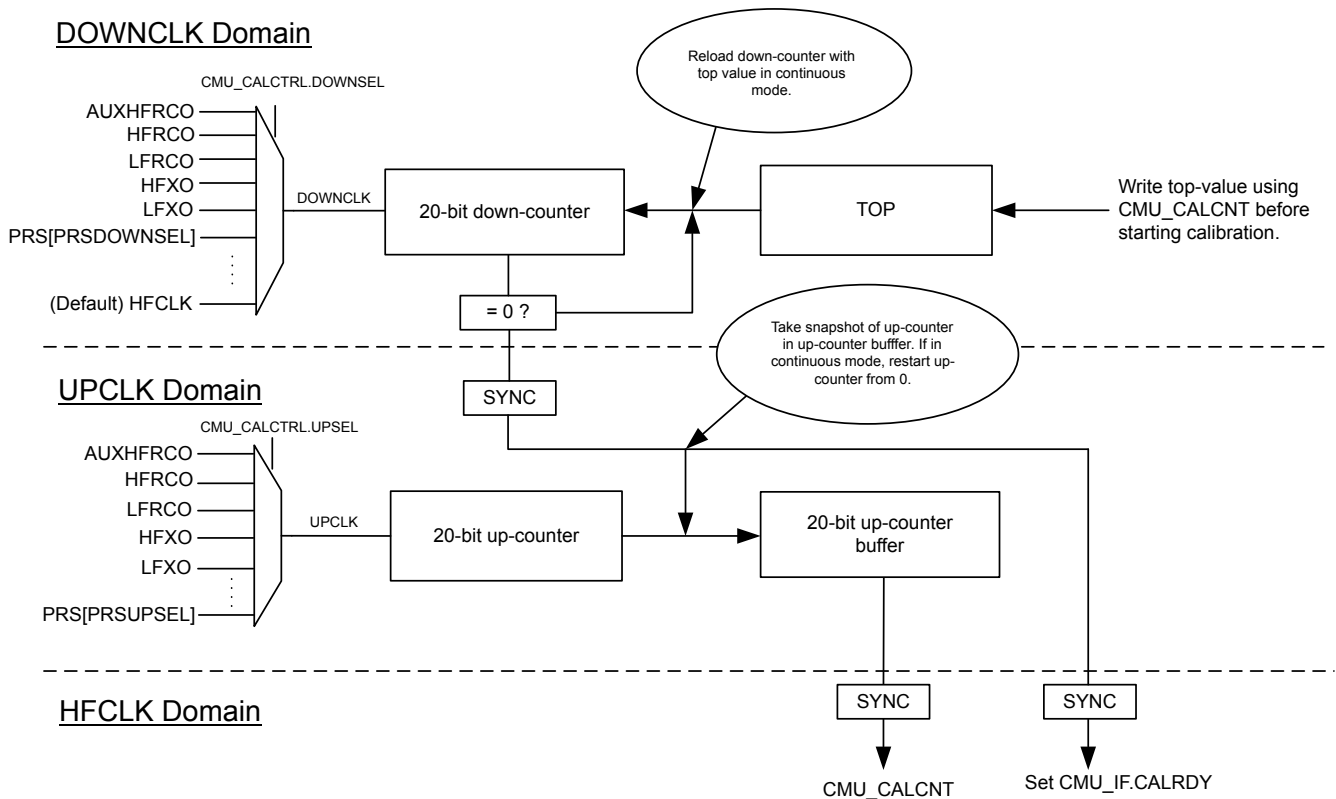 DOWNCLK Domain
CMU_CALCTRL.DOWNSEL
AUXHFRCO
HFRCO
LFRCO
HFXO
LFXO
PRS[PRSDOWNSEL]
(Default) HFCLK
DOWNCLK
20-bit down-counter
Reload down-counter with
top value in continuous
mode.
TOP
Write top-value using
CMU_CALCNT before
starting calibration.
= 0 ?
Take snapshot of up-counter
in up-counter bufffer. If in
continuous mode, restart up-
counter from 0.
SYNC
UPCLK Domain
CMU_CALCTRL.UPSEL
AUXHFRCO
HFRCO
LFRCO
HFXO
LFXO
PRS[PRSUPSEL]
UPCLK
20-bit up-counter
20-bit up-counter
buffer
HFCLK Domain
SYNC
SYNC
CMU_CALCNT
Set CMU_IF.CALRDY